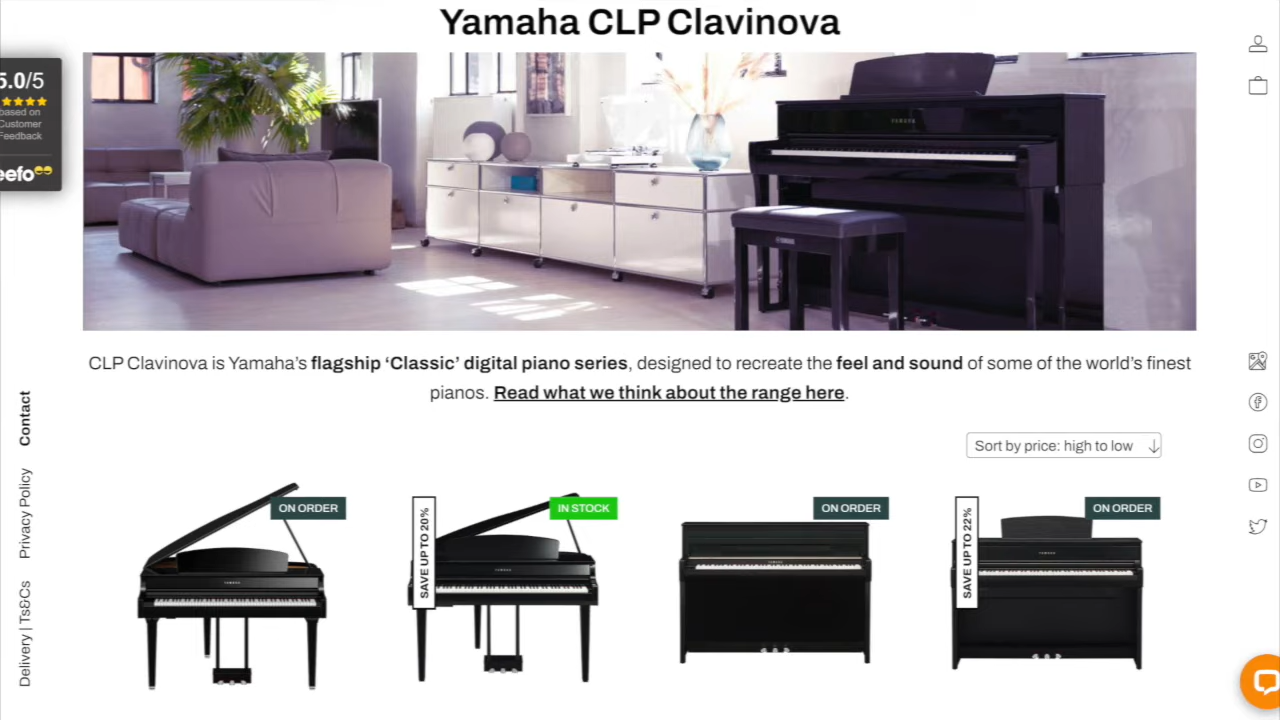 Yamaha CLP Clavinova
5.0/5
based on
Customer
Feedback
eefo
YAMAHA
CLP Clavinova is Yamaha's flagship ‘Classic’ digital piano series, designed to recreate the feel and sound of some of the world's finest
pianos. Read what we think about the range here.
Sort by price: high to low
Contact
Privacy Policy
Delivery | Ts&Cs
ON ORDER
SAVE UP TO 20%
IN STOCK
ON ORDER
SAVE UP TO 22%
ON ORDER